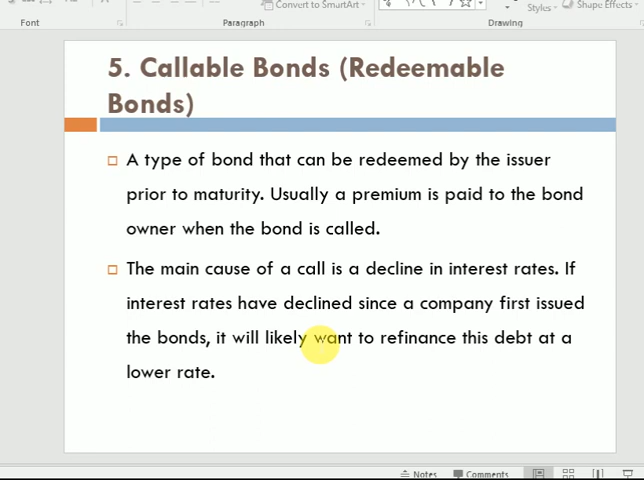 Convert to SmartArt
Styles
Shape Effects
Font
Paragraph
Drawing
5. Callable Bonds (Redeemable
Bonds)
A type of bond that can be redeemed by the issuer
prior to maturity. Usually a premium is paid to the bond
owner when the bond is called.
The main cause of a call is a decline in interest rates. If
interest rates have declined since a company first issued
the bonds, it will likely want to refinance this debt at a
lower rate.
Notes
Comments